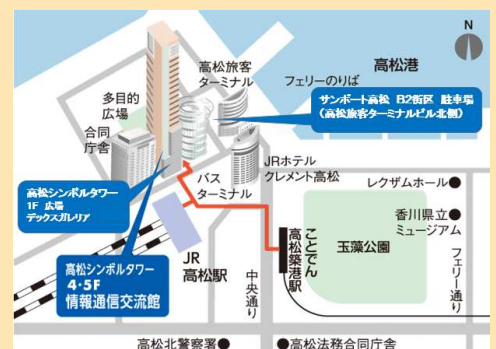 N
高松港
高松旅客
ターミナル
フェリーのりば
多目的
広場
サンポート高松 B2街区 駐車場
(高松旅客ターミナルビル北側)
合同
庁舎
JRホテル
クレメント高松
バス
ターミナル
レクザムホール
高松シンボルタワー
1F 広場
デックスガレリア
香川県立
ミュージアム
ことでん
高松築港駅
玉藻公園
高松シンボルタワー
4・5F
情報通信交流館
JR
高松駅
中央通り
フェリー通り
高松北警察署
高松法務合同庁舎